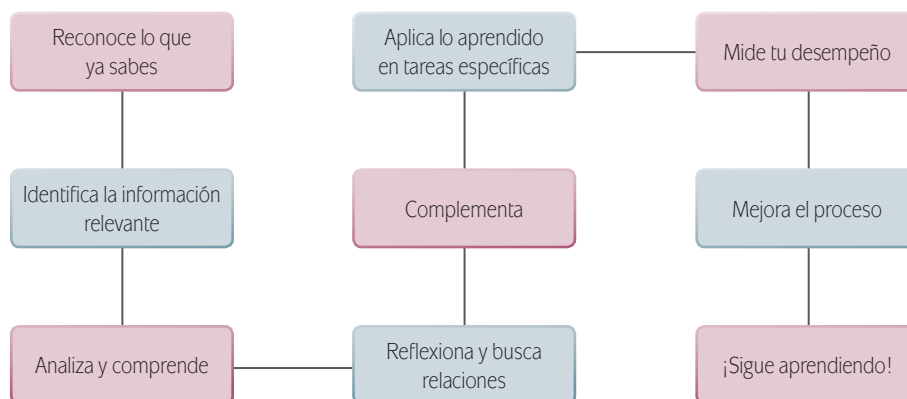 Reconoce lo que
ya sabes
Identifica la información
relevante
Analiza y comprende
Reflexiona y busca
relaciones
Complementa
Aplica lo aprendido
en tareas específicas
Mide tu desempeño
Mejora el proceso
¡Sigue aprendiendo!